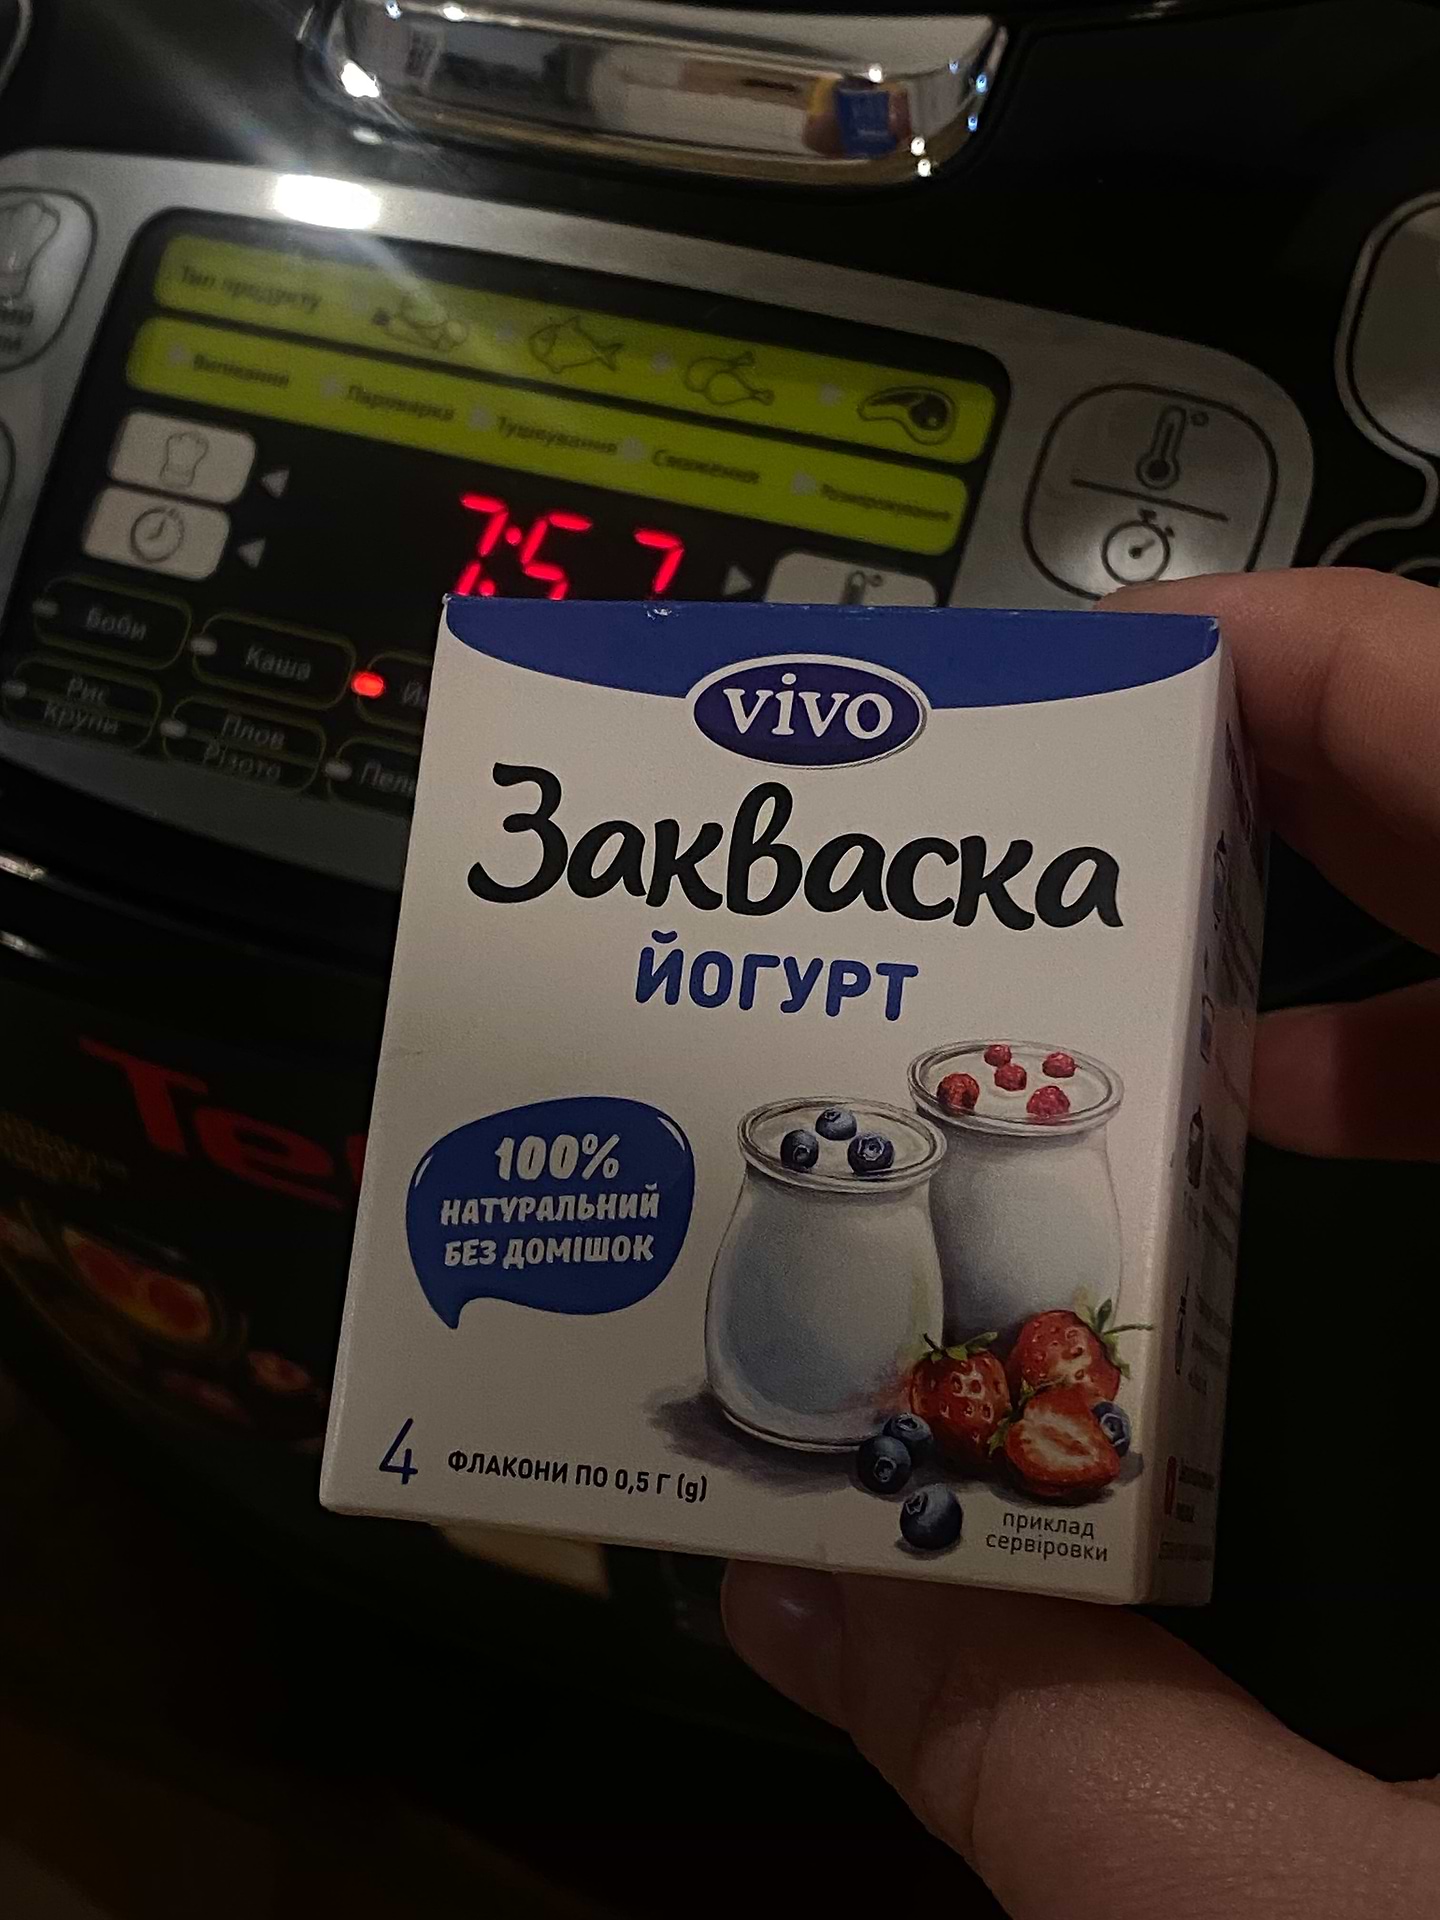 Тип продукту
Випікання Пароварка Тушкування Смаження Розігрівання
7:57
Боби
Каша
Рис
Крупи
Плов
Різото
vivo
Закваска
ЙОГУРТ
100%
НАТУРАЛЬНИЙ
БЕЗ ДОМІШОК
4 ФЛАКОНИ ПО 0,5 Г (g)
приклад
сервіровки